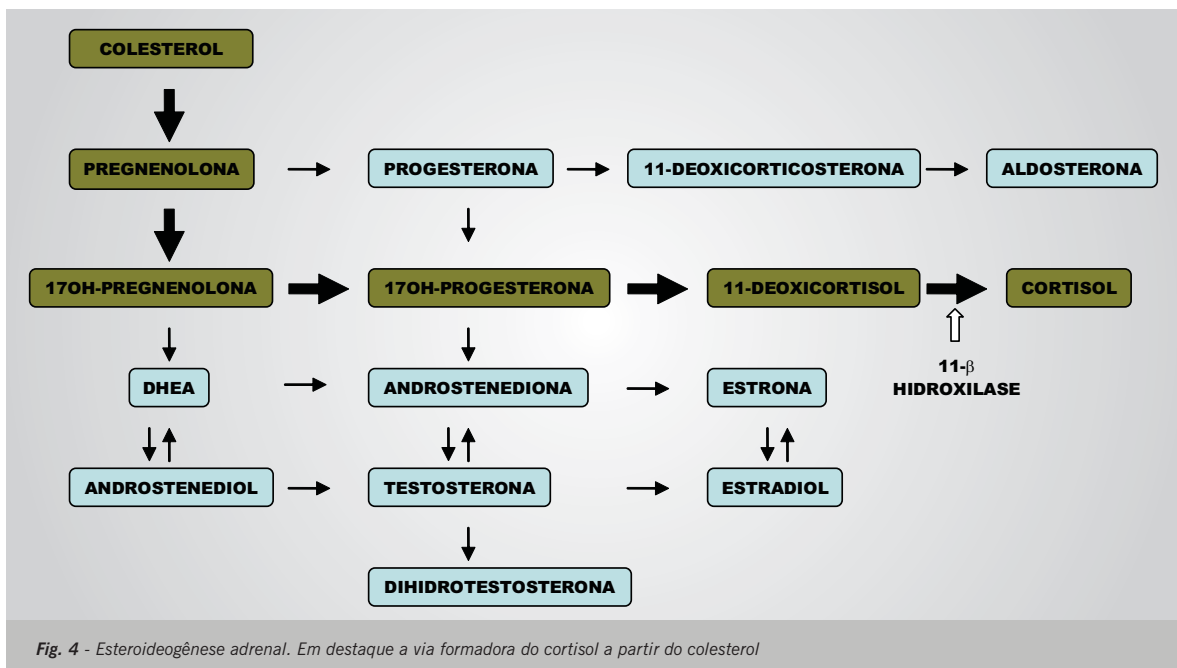 COLESTEROL
PREGNENOLONA
PROGESTERONA
11-DEOXICORTICOSTERONA
ALDOSTERONA
17OH-PREGNENOLONA
17OH-PROGESTERONA
11-DEOXICORTISOL
CORTISOL
11-β
HIDROXILASE
DHEA
ANDROSTENEDIONA
ESTRONA
ANDROSTENEDIOL
TESTOSTERONA
ESTRADIOL
DIHIDROTESTOSTERONA
Fig. 4 - Esteroideogênese adrenal. Em destaque a via formadora do cortisol a partir do colesterol